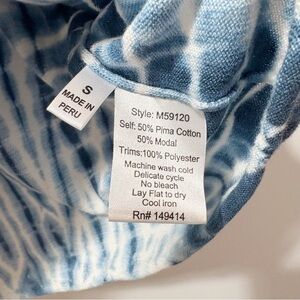 S
MADE IN
PERU
Style: M59120
Self: 50% Pima Cotton
50% Modal
Trims:100% Polyester
Machine wash cold
Delicate cycle
No bleach
Lay Flat to dry
Cool iron
Rn# 149414